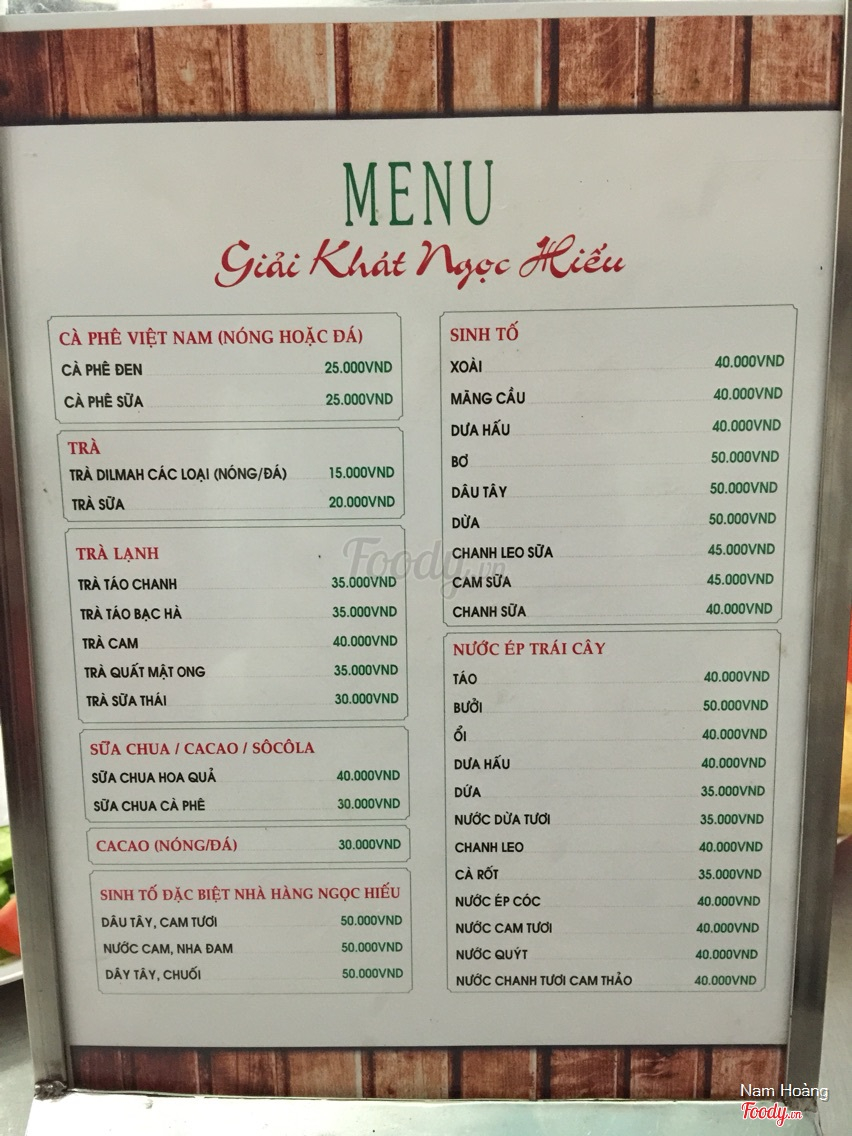 MENU
Giải Khát Ngọc Hiếu
CÀ PHÊ VIỆT NAM (NÓNG HOẶC ĐÁ)
CÀ PHÊ ĐEN 25.000VND
CÀ PHÊ SỮA 25.000VND
TRÀ
TRÀ DILMAH CÁC LOẠI (NÓNG/ĐÁ) 15.000VND
TRÀ SỮA 20.000VND
TRÀ LẠNH
TRÀ TÁO CHANH 35.000VND
TRÀ TÁO BẠC HÀ 35.000VND
TRÀ CAM 40.000VND
TRÀ QUẤT MẬT ONG 35.000VND
TRÀ SỮA THÁI 30.000VND
SỮA CHUA / CACAO / SÔCÔLA
SỮA CHUA HOA QUẢ 40.000VND
SỮA CHUA CÀ PHÊ 30.000VND
CACAO (NÓNG/ĐÁ) 30.000VND
SINH TỐ ĐẶC BIỆT NHÀ HÀNG NGỌC HIẾU
DÂU TÂY, CAM TƯƠI 50.000VND
NƯỚC CAM, NHA ĐAM 50.000VND
DÂY TÂY, CHUỐI 50.000VND
SINH TỐ
XOÀI 40.000VND
MÃNG CẦU 40.000VND
DƯA HẤU 40.000VND
BƠ 50.000VND
DÂU TÂY 50.000VND
DỪA 50.000VND
CHANH LEO SỮA 45.000VND
CAM SỮA 45.000VND
CHANH SỮA 40.000VND
NƯỚC ÉP TRÁI CÂY
TÁO 40.000VND
BƯỞI 50.000VND
ỔI 40.000VND
DƯA HẤU 40.000VND
DỨA 35.000VND
NƯỚC DỪA TƯƠI 35.000VND
CHANH LEO 40.000VND
CÀ RỐT 35.000VND
NƯỚC ÉP CÓC 40.000VND
NƯỚC CAM TƯƠI 40.000VND
NƯỚC QUÝT 40.000VND
NƯỚC CHANH TƯƠI CAM THẢO 40.000VND
Foody.vn
Nam Hoàng
Foody.vn